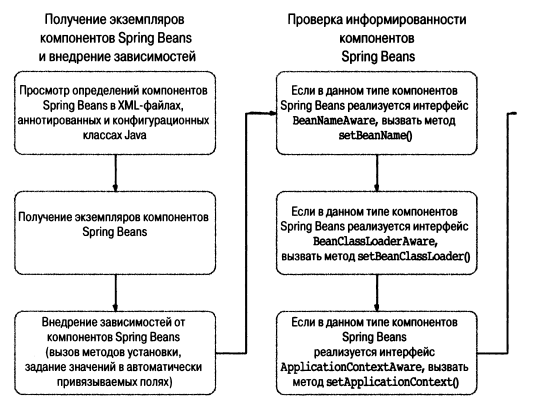 Получение экземпляров
компонентов Spring Beans
и внедрение зависимостей
Просмотр определений компонентов
Spring Beans в XML-файлах,
аннотированных и конфигурационных
классах Java
Получение экземпляров компонентов
Spring Beans
Внедрение зависимостей от
компонентов Spring Beans
(вызов методов установки,
задание значений в автоматически
привязываемых полях)
Проверка информированности
компонентов
Spring Beans
Если в данном типе компонентов
Spring Beans реализуется интерфейс
BeanNameAware, вызвать метод
setBeanName()
Если в данном типе компонентов
Spring Beans реализуется интерфейс
BeanClassLoaderAware,
вызвать метод setBeanClassLoader()
Если в данном типе компонентов
Spring Beans
реализуется интерфейс
ApplicationContextAware, вызвать
метод setApplicationContext()